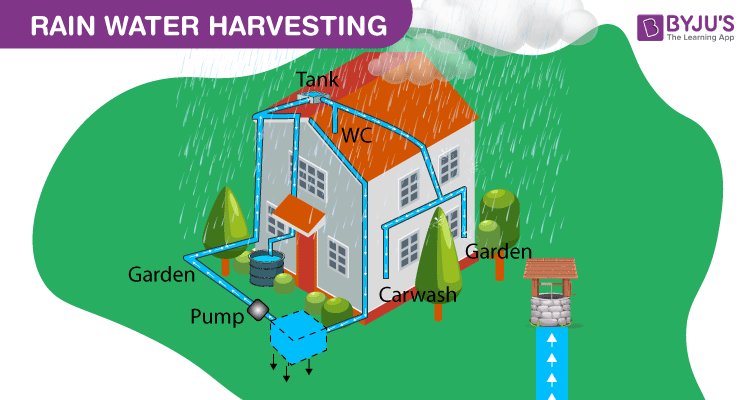 RAIN WATER HARVESTING
BYJU'S
The Learning App
Tank
WC
Garden
Garden
Carwash
Pump